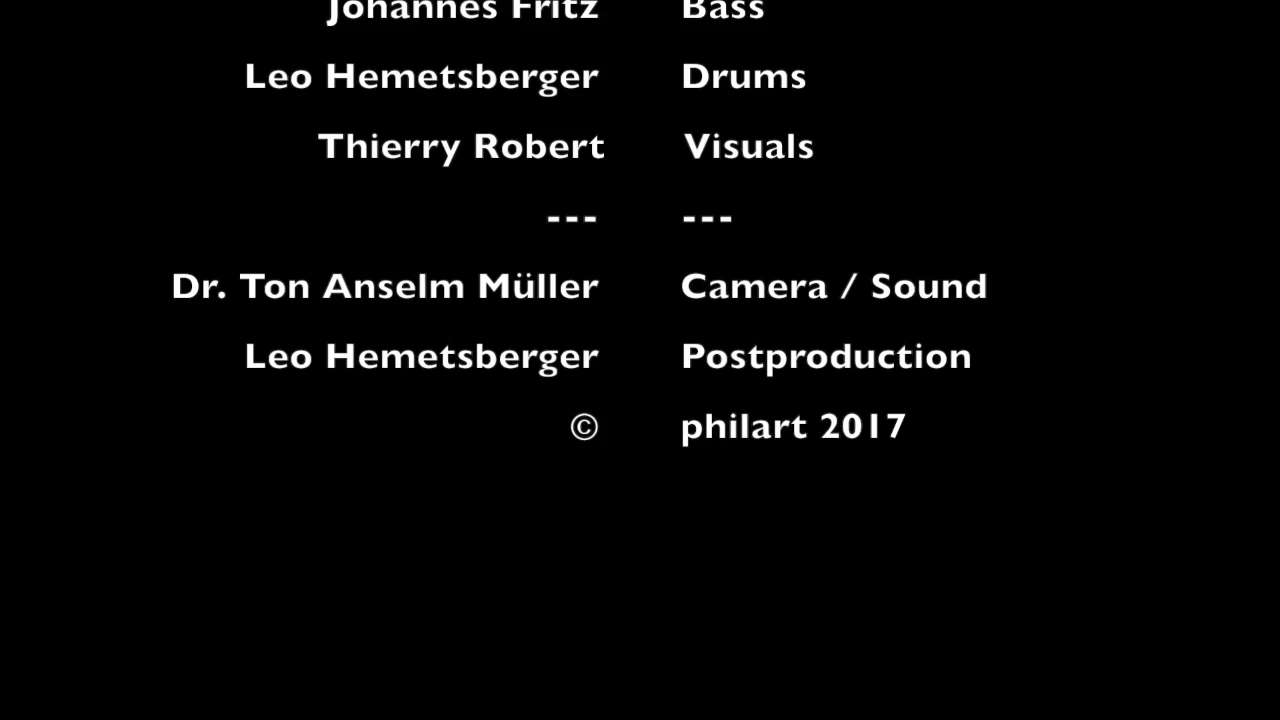 Johannes Fritz Bass
Leo Hemetsberger Drums
Thierry Robert Visuals
--- ---
Dr. Ton Anselm Müller Camera / Sound
Leo Hemetsberger Postproduction
© philart 2017